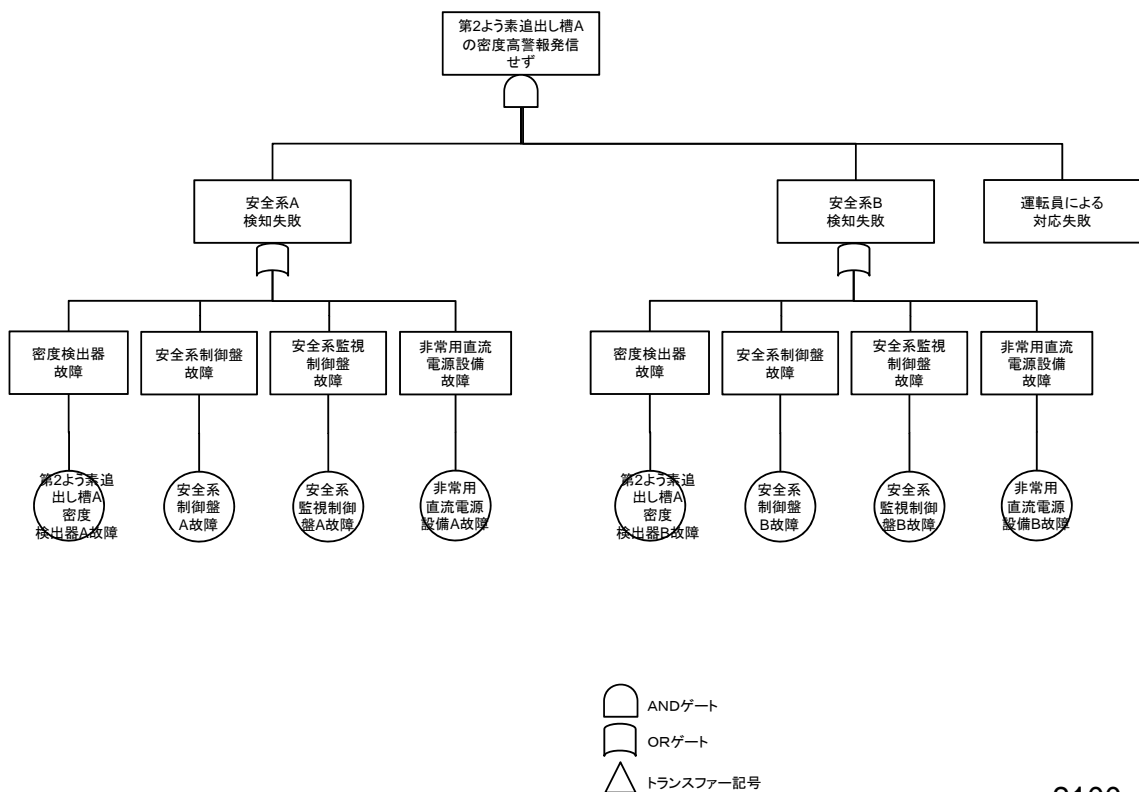 第2よう素追出し槽A
の密度高警報発信
せず
安全系A
検知失敗
安全系B
検知失敗
運転員による
対応失敗
密度検出器
故障
安全系制御盤
故障
安全系監視
制御盤
故障
非常用直流
電源設備
故障
密度検出器
故障
安全系制御盤
故障
安全系監視
制御盤
故障
非常用直流
電源設備
故障
第2よう素追
出し槽A
密度
検出器A故障
安全系
制御盤
A故障
安全系
監視制御
盤A故障
非常用
直流電源
設備A故障
第2よう素追
出し槽A
密度
検出器B故障
安全系
制御盤
B故障
安全系
監視制御
盤B故障
非常用
直流電源
設備B故障
ANDゲート
ORゲート
トランスファー記号